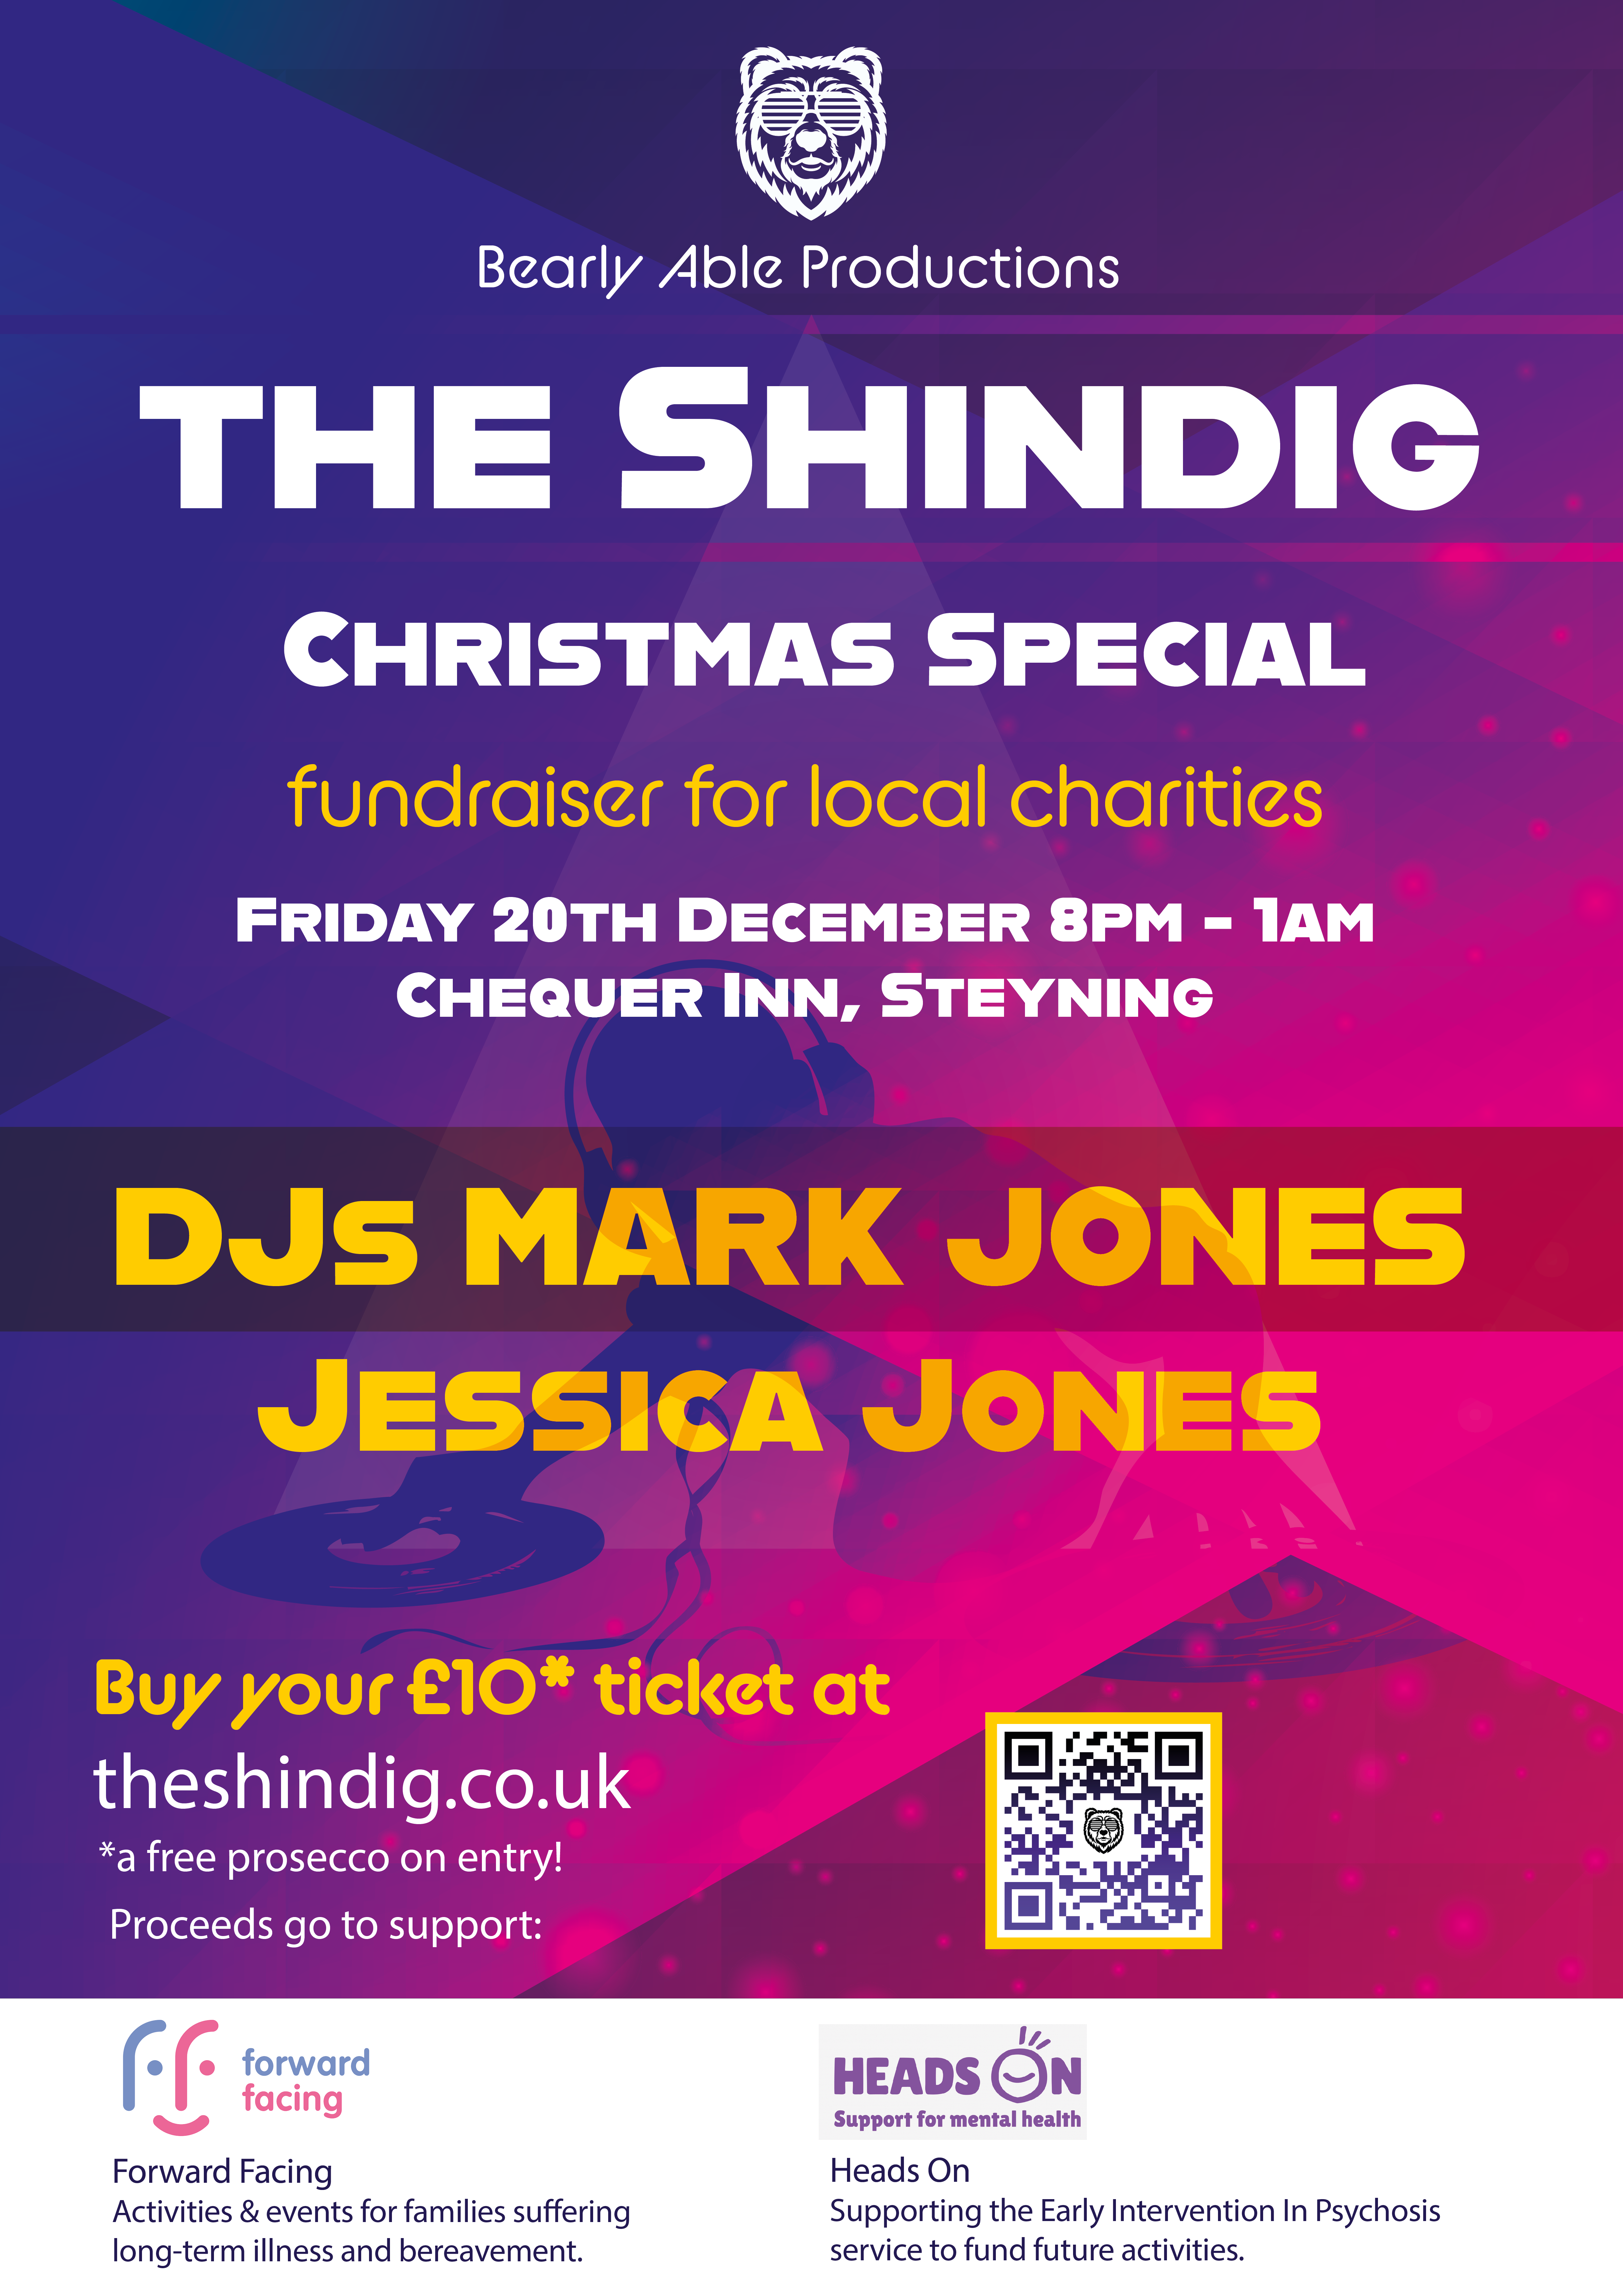 Bearly Able Productions
THE SHINDIG
CHRISTMAS SPECIAL
fundraiser for local charities
FRIDAY 20TH DECEMBER 8PM - 1AM
CHEQUER INN, STEYNING
DJS MARK JONES
JESSICA JONES
Buy your £10* ticket at
theshindig.co.uk
*a free prosecco on entry!
Proceeds go to support:
forward
facing
Forward Facing
Activities & events for families suffering
long-term illness and bereavement.
HEADS ON
Support for mental health
Heads On
Supporting the Early Intervention In Psychosis
service to fund future activities.